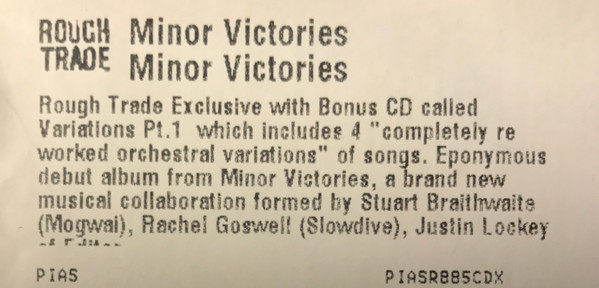 ROUGH TRADE
Minor Victories
Minor Victories
Rough Trade Exclusive with Bonus CD called
Variations Pt.1 which includes 4 "completely re
worked orchestral variations" of songs. Eponymous
debut album from Minor Victories, a brand new
musical collaboration formed by Stuart Braithwaite
(Mogwai), Rachel Goswell (Slowdive), Justin Lockey
of
PIAS PIASR885CDX